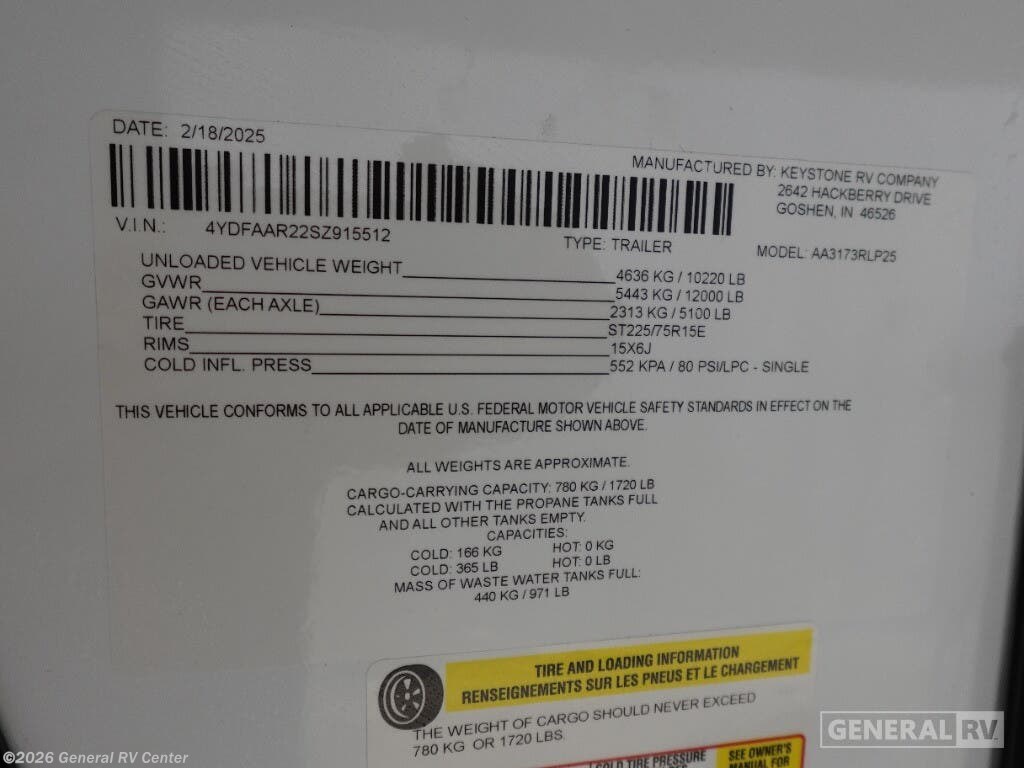 DATE: 2/18/2025
MANUFACTURED BY: KEYSTONE RV COMPANY
2642 HACKBERRY DRIVE
GOSHEN, IN 46526
V.I.N.: 4YDFAAR22SZ915512
TYPE: TRAILER
MODEL: AA3173RLP25
UNLOADED VEHICLE WEIGHT 4636 KG / 10220 LB
GVWR 5443 KG / 12000 LB
GAWR (EACH AXLE) 2313 KG / 5100 LB
TIRE ST225/75R15E
RIMS 15X6J
COLD INFL. PRESS 552 KPA / 80 PSI/LPC - SINGLE
THIS VEHICLE CONFORMS TO ALL APPLICABLE U.S. FEDERAL MOTOR VEHICLE SAFETY STANDARDS IN EFFECT ON THE
DATE OF MANUFACTURE SHOWN ABOVE.
ALL WEIGHTS ARE APPROXIMATE.
CARGO-CARRYING CAPACITY: 780 KG / 1720 LB
CALCULATED WITH THE PROPANE TANKS FULL
AND ALL OTHER TANKS EMPTY.
CAPACITIES:
COLD: 166 KG HOT: 0 KG
COLD: 365 LB HOT: 0 LB
MASS OF WASTE WATER TANKS FULL:
440 KG / 971 LB
TIRE AND LOADING INFORMATION
RENSEIGNEMENTS SUR LES PNEUS ET LE CHARGEMENT
THE WEIGHT OF CARGO SHOULD NEVER EXCEED
780 KG OR 1720 LBS.
COLD TIRE PRESSURE
SEE OWNER'S
MANUAL FOR
GENERAL RV
©2026 General RV Center